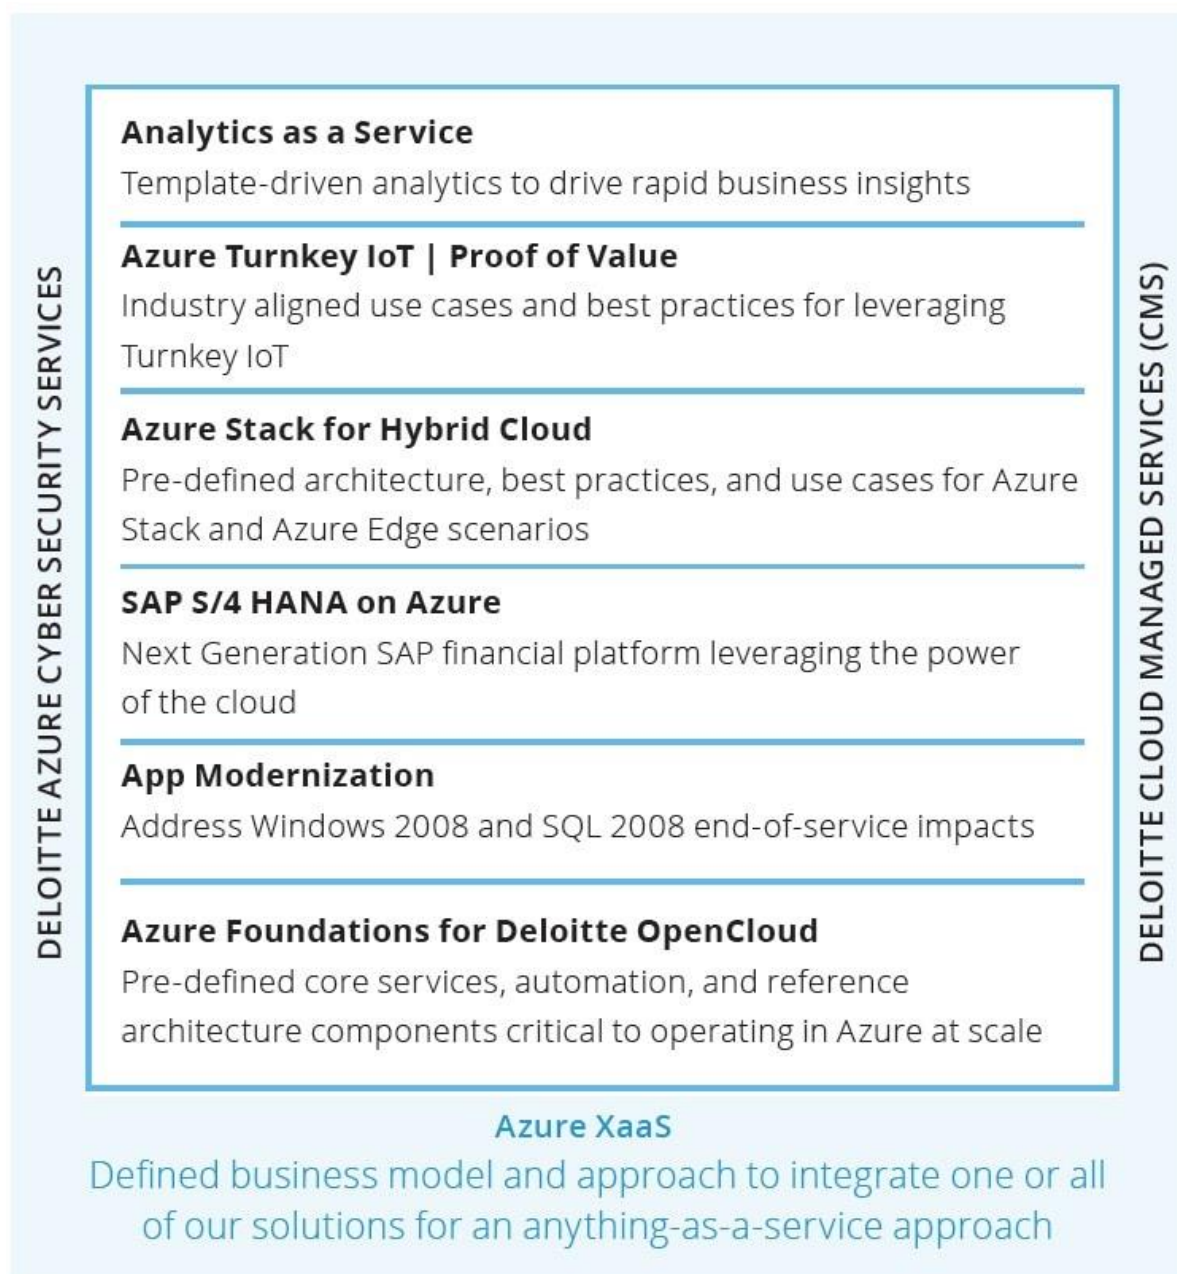 DELOITTE AZURE CYBER SECURITY SERVICES
Analytics as a Service
Template-driven analytics to drive rapid business insights
Azure Turnkey IoT | Proof of Value
Industry aligned use cases and best practices for leveraging
Turnkey IoT
Azure Stack for Hybrid Cloud
Pre-defined architecture, best practices, and use cases for Azure
Stack and Azure Edge scenarios
SAP S/4 HANA on Azure
Next Generation SAP financial platform leveraging the power
of the cloud
App Modernization
Address Windows 2008 and SQL 2008 end-of-service impacts
Azure Foundations for Deloitte OpenCloud
Pre-defined core services, automation, and reference
architecture components critical to operating in Azure at scale
DELOITTE CLOUD MANAGED SERVICES (CMS)
Azure XaaS
Defined business model and approach to integrate one or all
of our solutions for an anything-as-a-service approach